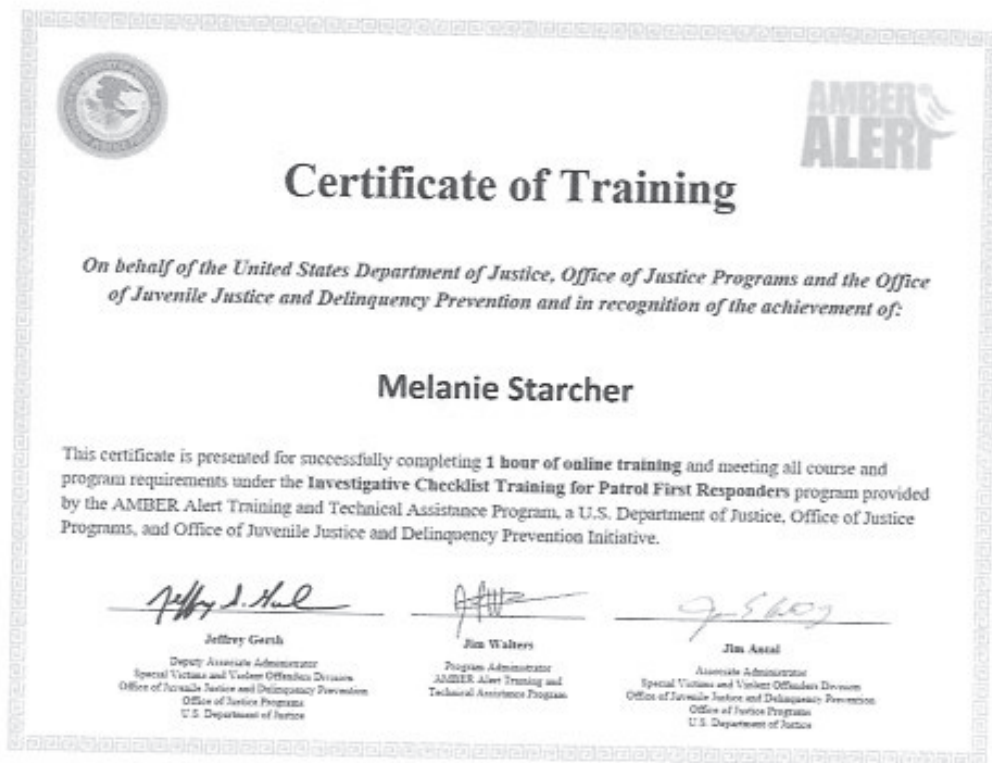 AMBER
ALERT
Certificate of Training
On behalf of the United States Department of Justice, Office of Justice Programs and the Office
of Juvenile Justice and Delinquency Prevention and in recognition of the achievement of:
Melanie Starcher
This certificate is presented for successfully completing 1 hour of online training and meeting all course and
program requirements under the Investigative Checklist Training for Patrol First Responders program provided
by the AMBER Alert Training and Technical Assistance Program, a U.S. Department of Justice, Office of Justice
Programs, and Office of Juvenile Justice and Delinquency Prevention Initiative.
Jeffrey Gersh
Deputy Associate Administrator
Special Victims and Violent Offenders Division
Office of Juvenile Justice and Delinquency Prevention
Office of Justice Programs
U.S. Department of Justice
Jim Walters
Program Administrator
AMBER Alert Training and
Technical Assistance Program
Jim Antal
Associate Administrator
Special Victims and Violent Offenders Division
Office of Juvenile Justice and Delinquency Prevention
Office of Justice Programs
U.S. Department of Justice